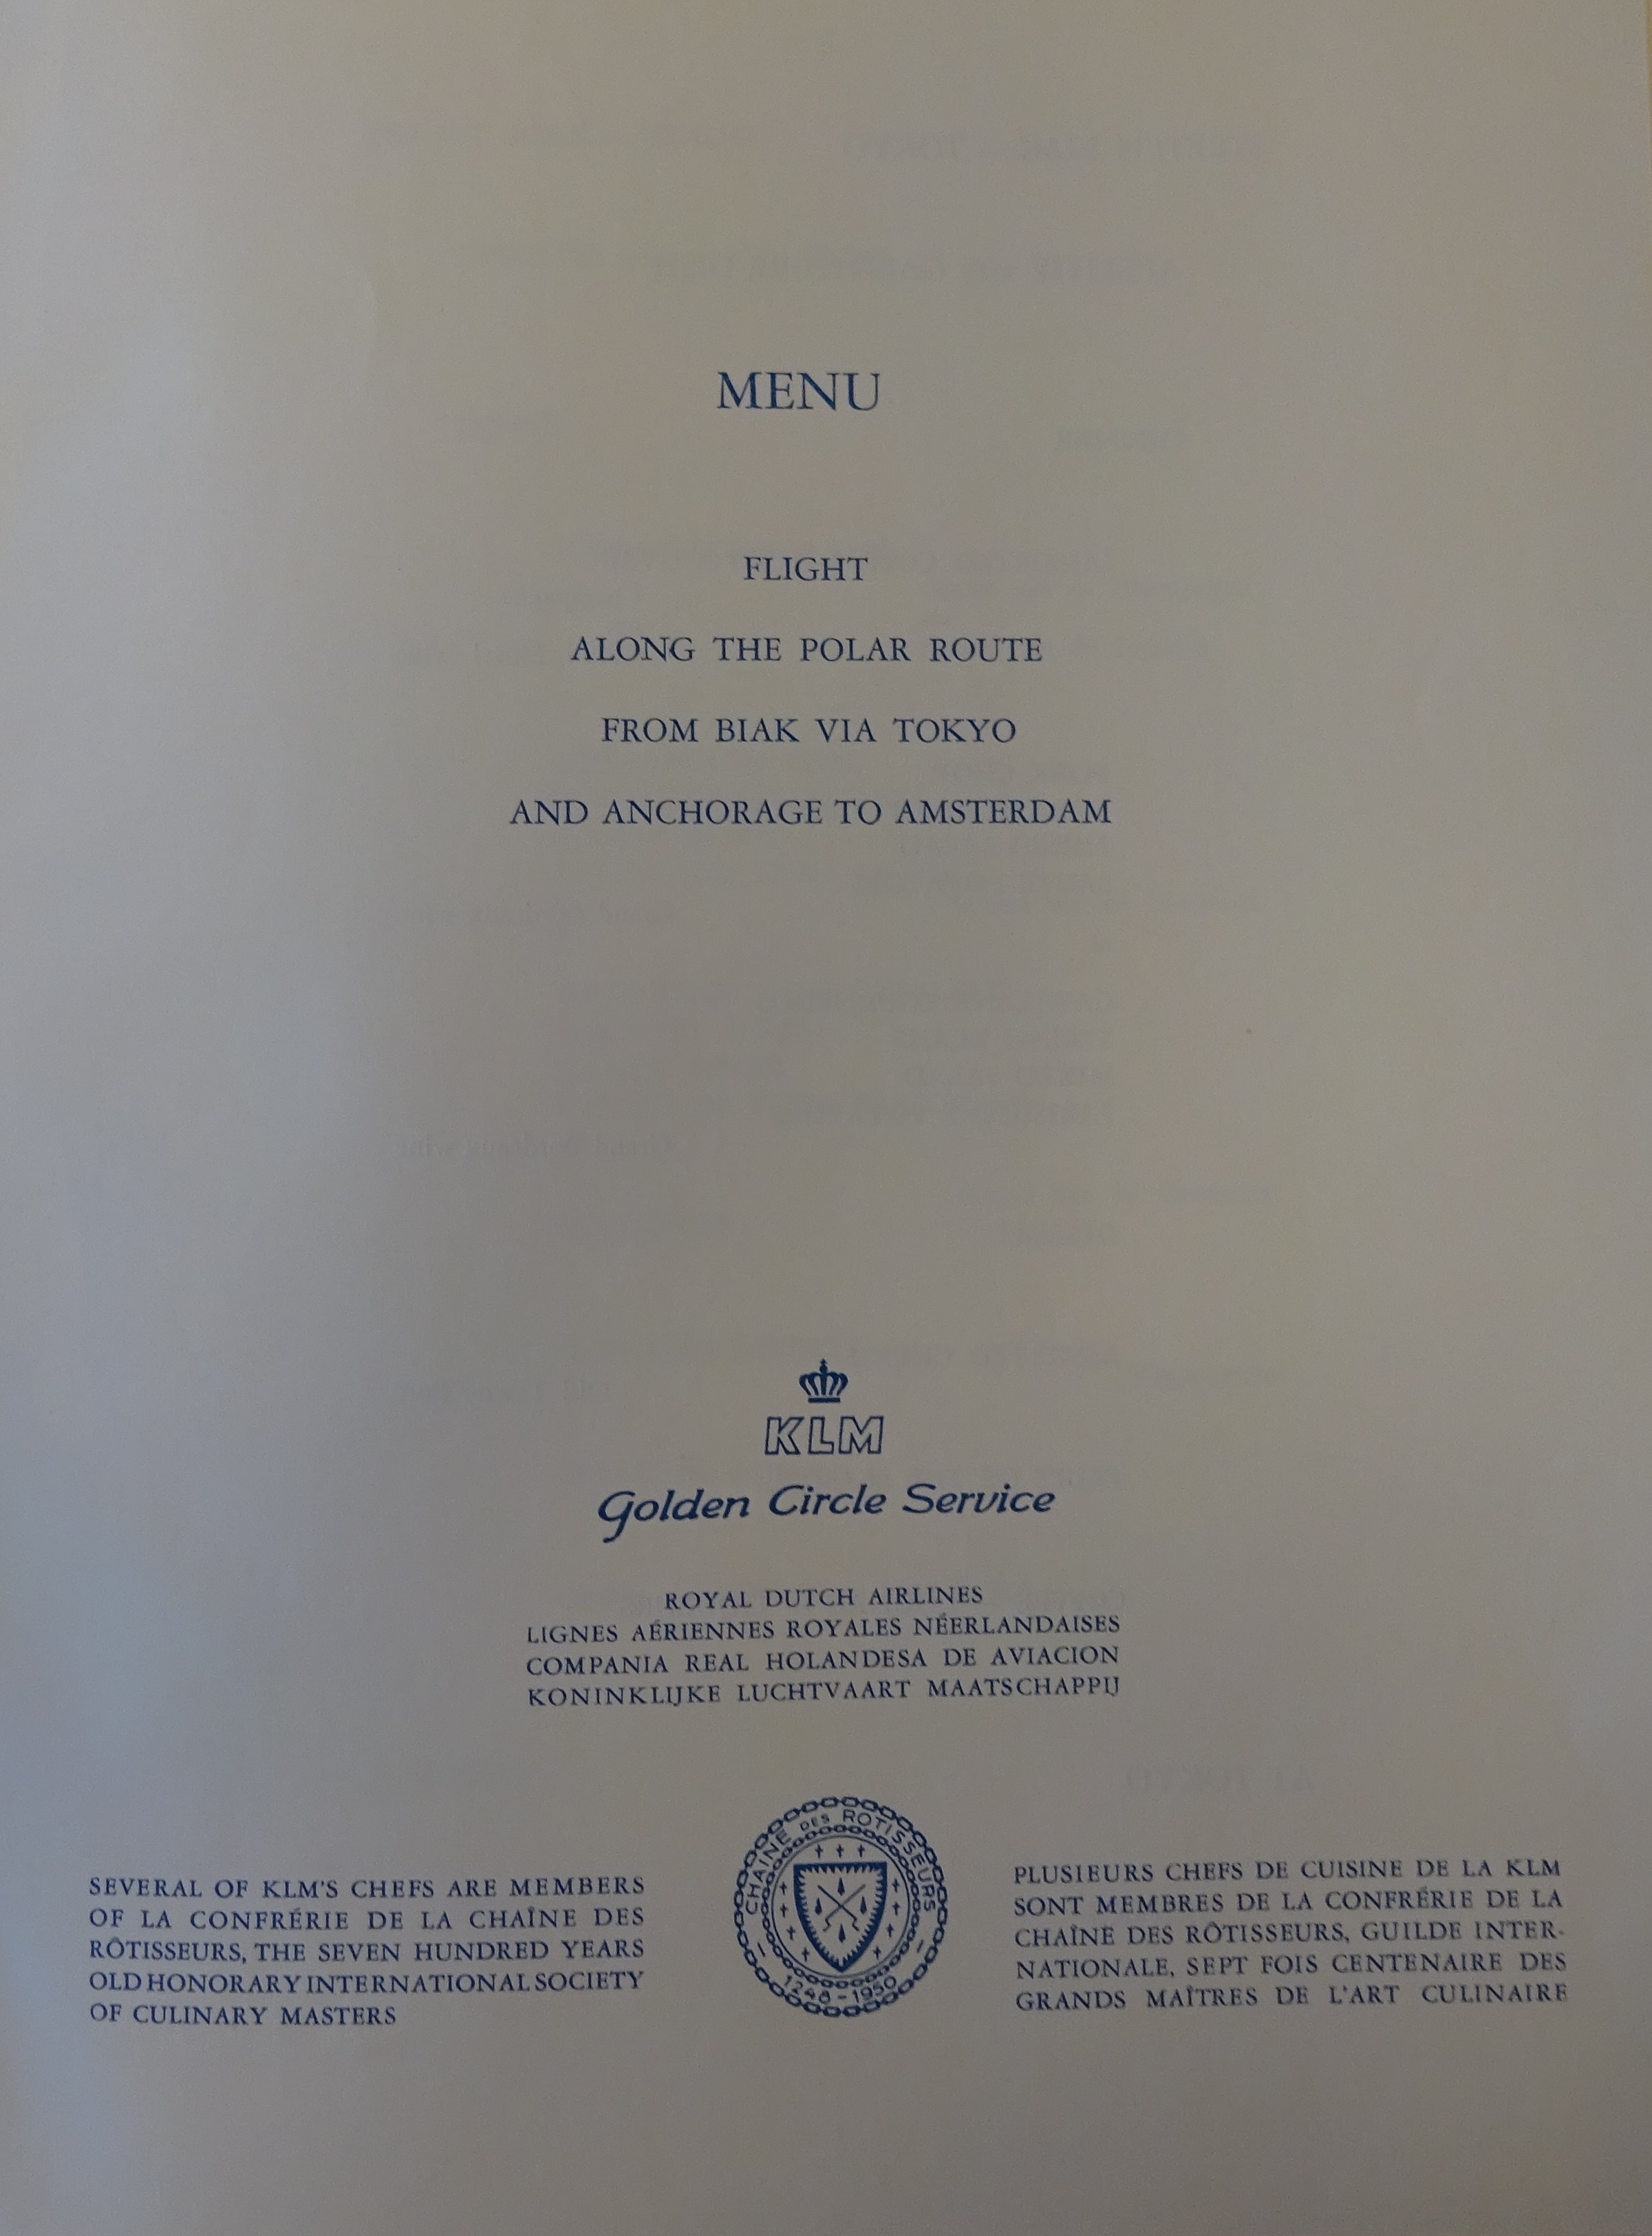 MENU
FLIGHT
ALONG THE POLAR ROUTE
FROM BIAK VIA TOKYO
AND ANCHORAGE TO AMSTERDAM
KLM
Golden Circle Service
ROYAL DUTCH AIRLINES
LIGNES AÉRIENNES ROYALES NÉERLANDAISES
COMPANIA REAL HOLANDESA DE AVIACION
KONINKLIJKE LUCHTVAART MAATSCHAPPIJ
SEVERAL OF KLM'S CHEFS ARE MEMBERS
OF LA CONFRÉRIE DE LA CHAÎNE DES
RÔTISSEURS, THE SEVEN HUNDRED YEARS
OLD HONORARY INTERNATIONAL SOCIETY
OF CULINARY MASTERS
CHAINE DES ROTISSEURS
1248-1950
PLUSIEURS CHEFS DE CUISINE DE LA KLM
SONT MEMBRES DE LA CONFRÉRIE DE LA
CHAÎNE DES RÔTISSEURS, GUILDE INTER-
NATIONALE, SEPT FOIS CENTENAIRE DES
GRANDS MAÎTRES DE L'ART CULINAIRE